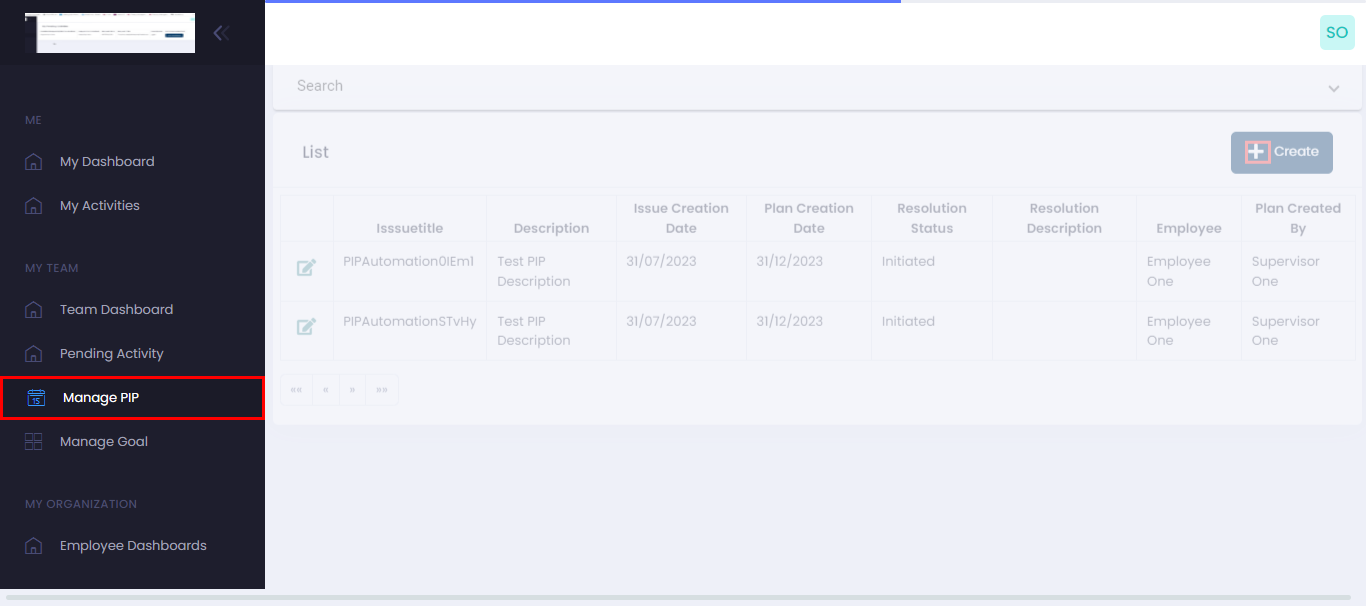 SO
ME
My Dashboard
My Activities
MY TEAM
Team Dashboard
Pending Activity
15
Manage PIP
Manage Goal
MY ORGANIZATION
Employee Dashboards
Search
List
Create
Isssuetitle
Description
Issue Creation
Date
Plan Creation
Date
Resolution
Status
Resolution
Description
Employee
Plan Created
By
PIPAutomation0IEm1
Test PIP
Description
31/07/2023
31/12/2023
Initiated
Employee
One
Supervisor
One
PIPAutomationSTvHy
Test PIP
Description
31/07/2023
31/12/2023
Initiated
Employee
One
Supervisor
One
«« « » »»